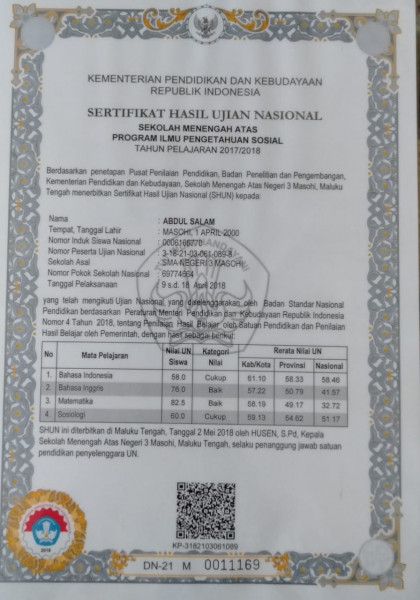 KEMENTERIAN PENDIDIKAN DAN KEBUDAYAAN
REPUBLIK INDONESIA
SERTIFIKAT HASIL UJIAN NASIONAL
SEKOLAH MENENGAH ATAS
PROGRAM ILMU PENGETAHUAN SOSIAL
TAHUN PELAJARAN 2017/2018
Berdasarkan penetapan Pusat Penilaian Pendidikan, Badan Penelitian dan Pengembangan,
Kementerian Pendidikan dan Kebudayaan, Sekolah Menengah Atas Negeri 3 Masohi, Maluku
Tengah menerbitkan Sertifikat Hasil Ujian Nasional (SHUN) kepada:
Nama : ABDUL SALAM
Tempat, Tanggal Lahir : MASOHI, 1 APRIL 2000
Nomor Induk Siswa Nasional : 0006166770
Nomor Peserta Ujian Nasional : 3-18-21-03-061-089-8
Sekolah Asal : SMA NEGERI 3 MASOHI
Nomor Pokok Sekolah Nasional : 69774664
Tanggal Pelaksanaan : 9 s.d. 18 April 2018
yang telah mengikuti Ujian Nasional yang diselenggarakan oleh Badan Standar Nasional
Pendidikan berdasarkan Peraturan Menteri Pendidikan dan Kebudayaan Republik Indonesia
Nomor 4 Tahun 2018, tentang Penilaian Hasil Belajar oleh Satuan Pendidikan dan Penilaian
Hasil Belajar oleh Pemerintah, dengan hasil sebagai berikut:
No Mata Pelajaran Nilai UN Siswa Kategori Nilai Rerata Nilai UN
Kab/Kota Provinsi Nasional
1. Bahasa Indonesia 58.0 Cukup 61.10 58.33 58.46
2. Bahasa Inggris 76.0 Baik 57.22 50.79 41.57
3. Matematika 82.5 Baik 58.19 49.17 32.72
4. Sosiologi 60.0 Cukup 59.13 54.62 51.17
SHUN ini diterbitkan di Maluku Tengah, Tanggal 2 Mei 2018 oleh HUSEN, S.Pd, Kepala
Sekolah Menengah Atas Negeri 3 Masohi, Maluku Tengah, selaku penanggung jawab satuan
pendidikan penyelenggara UN.
2018
KP-3182103061089
DN-21 M 0011169